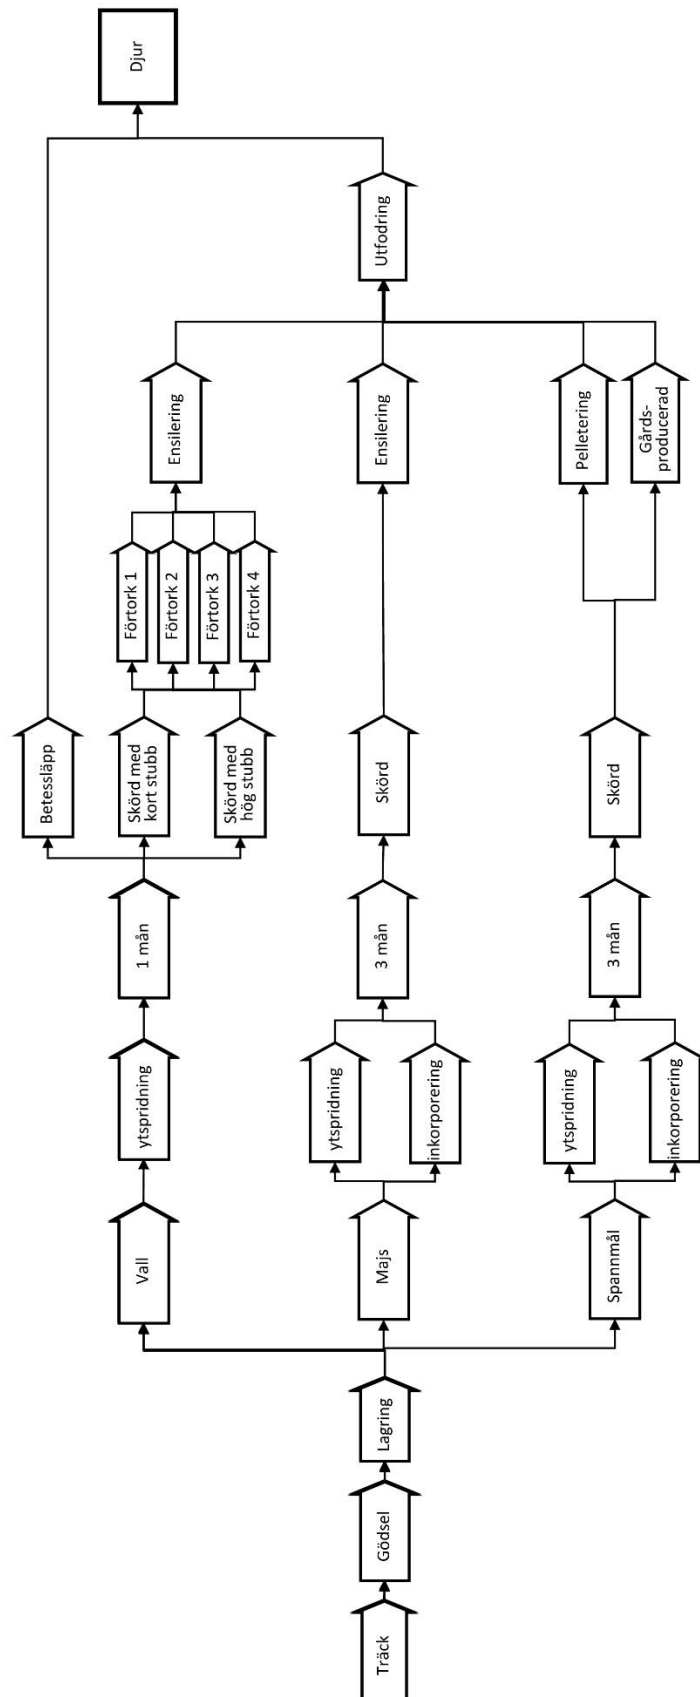 Träck
Gödsel
Lagring
Vall
ytspridning
1 mån
Betessläpp
Skörd med
kort stubb
Skörd med
hög stubb
Förtork 1
Förtork 2
Förtork 3
Förtork 4
Ensilering
Majs
ytspridning
inkorporering
3 mån
Skörd
Ensilering
Spannmål
ytspridning
inkorporering
3 mån
Skörd
Pelletering
Gårds-
producerad
Utfodring
Djur